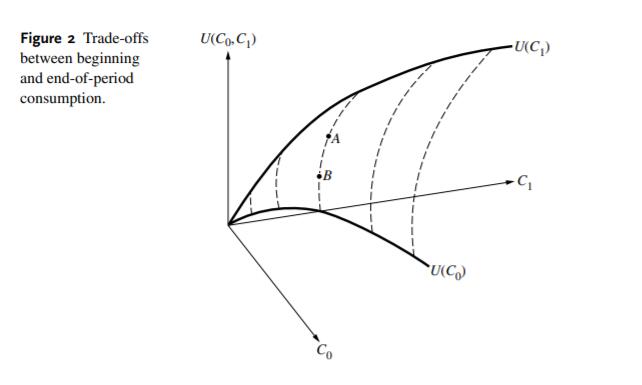 Figure 2 Trade-offs
between beginning
and end-of-period
consumption.
U(C₀, C₁)
U(C₁)
A
B
C₁
U(C₀)
C₀